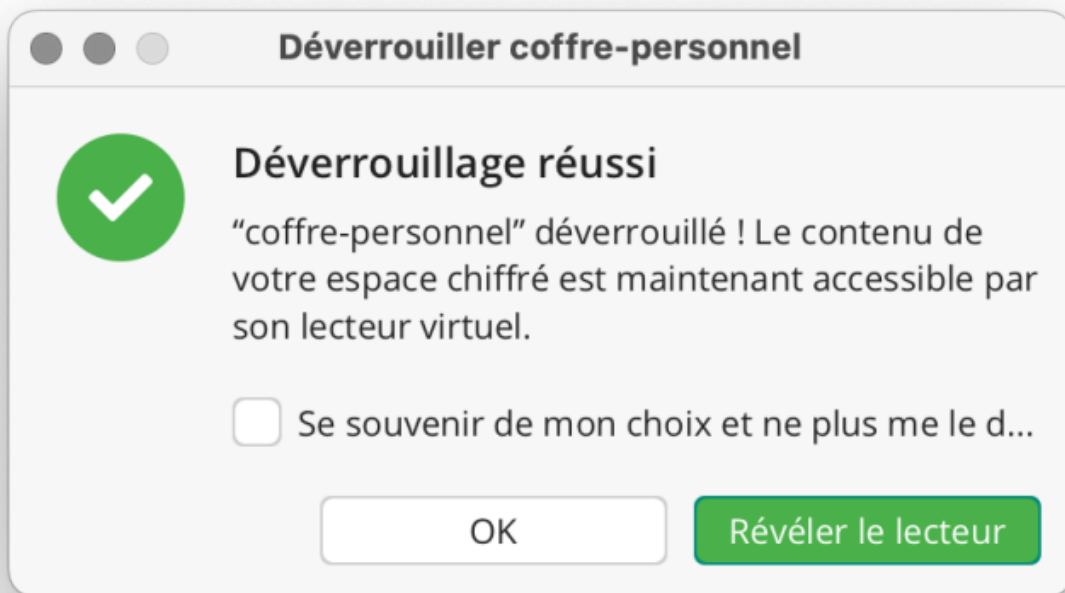 Déverrouiller coffre-personnel
Déverrouillage réussi
“coffre-personnel” déverrouillé ! Le contenu de
votre espace chiffré est maintenant accessible par
son lecteur virtuel.
Se souvenir de mon choix et ne plus me le d...
OK
Révéler le lecteur